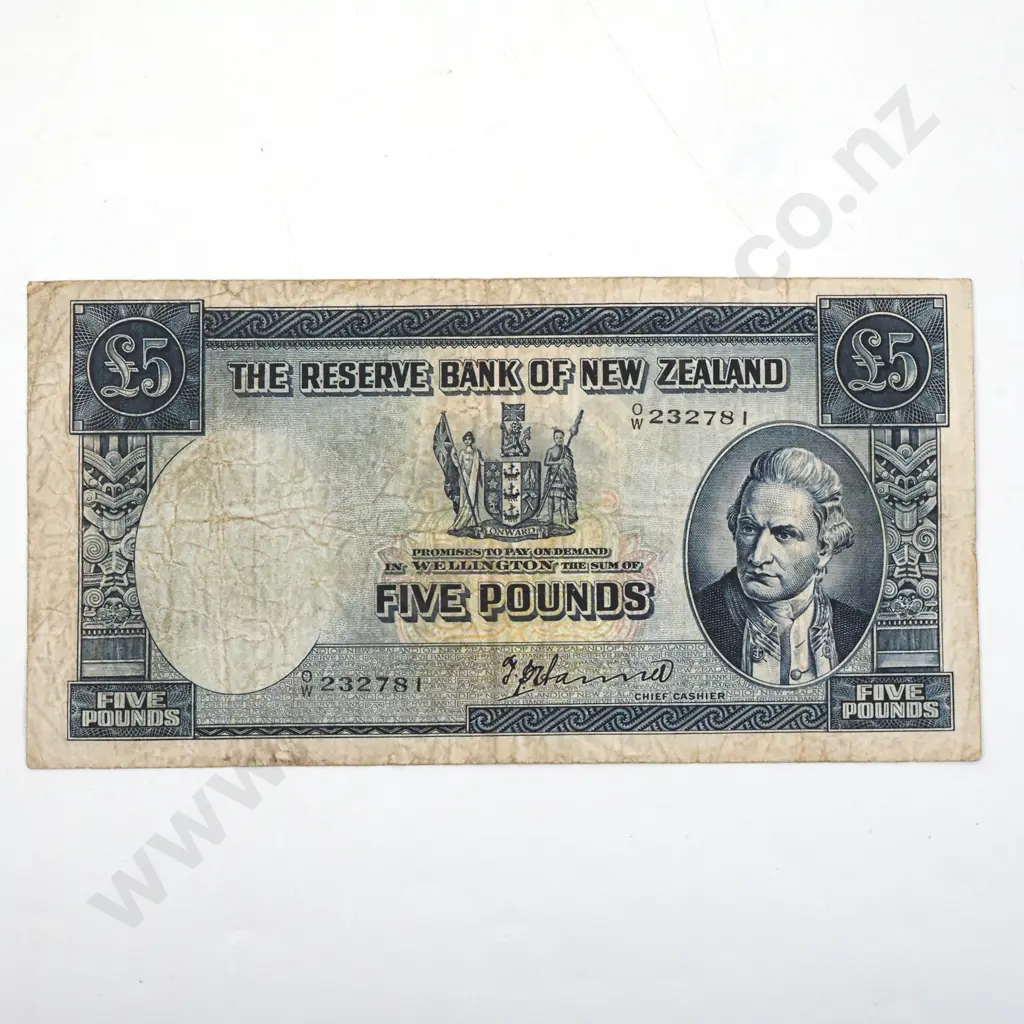 £5
£5
THE RESERVE BANK OF NEW ZEALAND
O/W 232781
ONWARD
PROMISES TO PAY ON DEMAND
IN WELLINGTON THE SUM OF
FIVE POUNDS
O/W 232781
CHIEF CASHIER
FIVE
POUNDS
FIVE
POUNDS
www.
co.nz